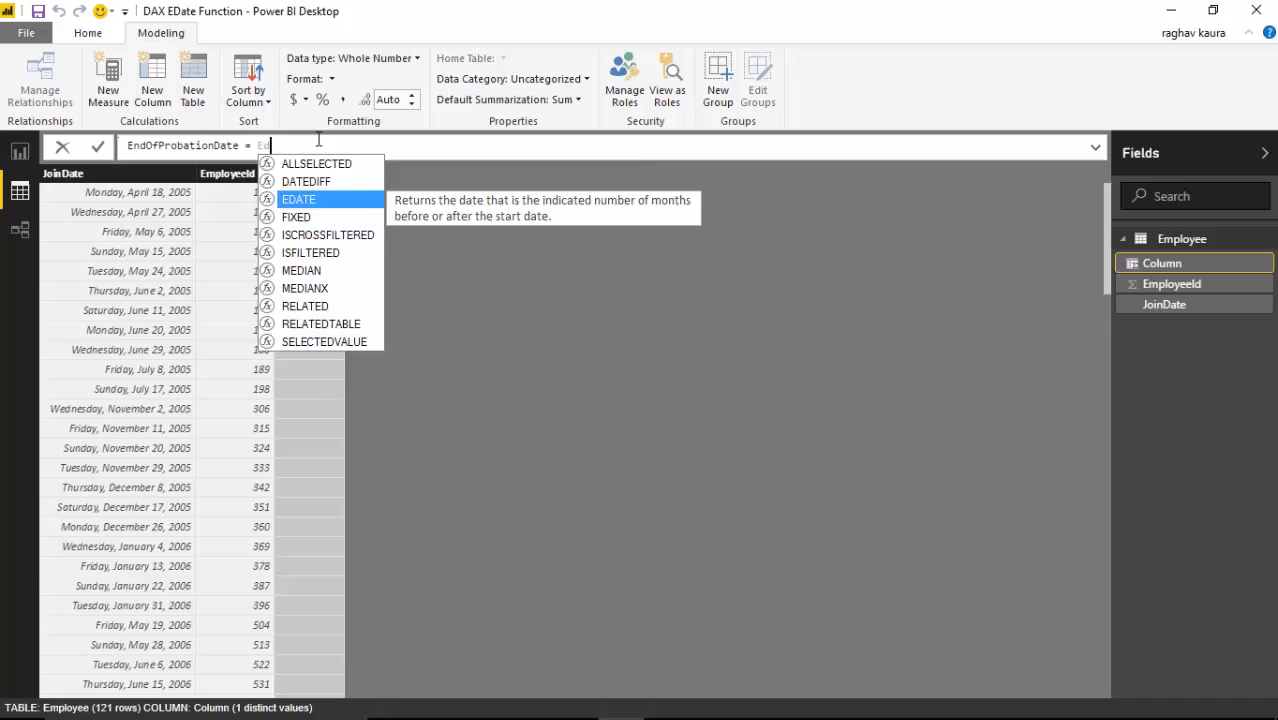 DAX EDate Function - Power BI Desktop
File
Home
Modeling
raghav kaura
Manage Relationships
Relationships
New Measure
New Column
New Table
Calculations
Sort by Column
Sort
Data type: Whole Number
Format:
$ % , .00 Auto
Formatting
Home Table:
Data Category: Uncategorized
Default Summarization: Sum
Properties
Manage Roles
View as Roles
Security
New Group
Edit Groups
Groups
EndOfProbationDate = Ed
ALLSELECTED
DATEDIFF
EDATE
FIXED
ISCROSSFILTERED
ISFILTERED
MEDIAN
MEDIANX
RELATED
RELATEDTABLE
SELECTEDVALUE
Returns the date that is the indicated number of months
before or after the start date.
JoinDate EmployeeId
Monday, April 18, 2005
Wednesday, April 27, 2005
Friday, May 6, 2005
Sunday, May 15, 2005
Tuesday, May 24, 2005
Thursday, June 2, 2005
Saturday, June 11, 2005
Monday, June 20, 2005
Wednesday, June 29, 2005
Friday, July 8, 2005 189
Sunday, July 17, 2005 198
Wednesday, November 2, 2005 306
Friday, November 11, 2005 315
Sunday, November 20, 2005 324
Tuesday, November 29, 2005 333
Thursday, December 8, 2005 342
Saturday, December 17, 2005 351
Monday, December 26, 2005 360
Wednesday, January 4, 2006 369
Friday, January 13, 2006 378
Sunday, January 22, 2006 387
Tuesday, January 31, 2006 396
Friday, May 19, 2006 504
Sunday, May 28, 2006 513
Tuesday, June 6, 2006 522
Thursday, June 15, 2006 531
Fields
Search
Employee
Column
EmployeeId
JoinDate
TABLE: Employee (121 rows) COLUMN: Column (1 distinct values)